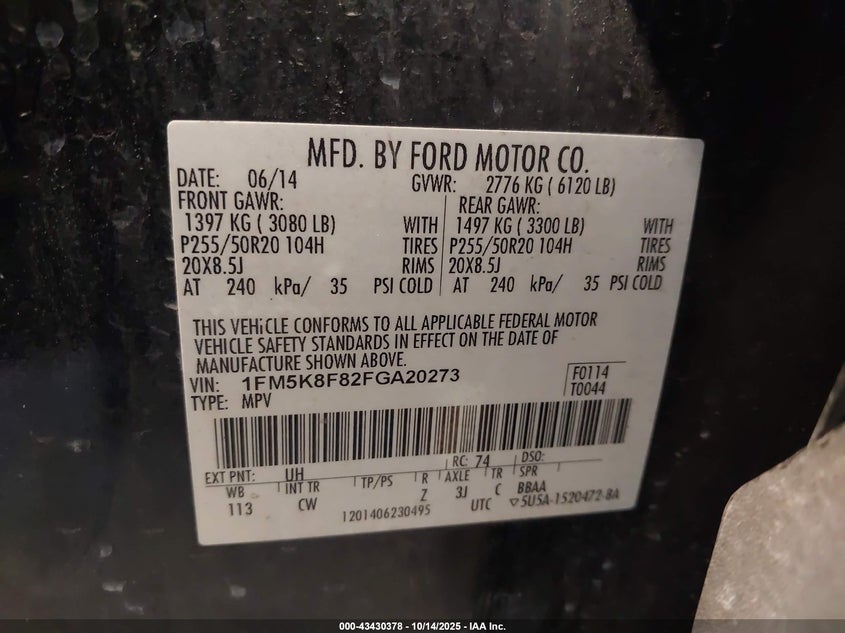 MFD. BY FORD MOTOR CO.
DATE: 06/14 GVWR: 2776 KG ( 6120 LB)
FRONT GAWR: REAR GAWR:
1397 KG ( 3080 LB) WITH 1497 KG ( 3300 LB) WITH
P255/50R20 104H TIRES P255/50R20 104H TIRES
20X8.5J RIMS 20X8.5J RIMS
AT 240 kPa/ 35 PSI COLD AT 240 kPa/ 35 PSI COLD
THIS VEHICLE CONFORMS TO ALL APPLICABLE FEDERAL MOTOR
VEHICLE SAFETY STANDARDS IN EFFECT ON THE DATE OF
MANUFACTURE SHOWN ABOVE.
VIN: 1FM5K8F82FGA20273 F0114
TYPE: MPV T0044
EXT PNT: UH RC: 74 DSO:
WB INT TR TP/PS R AXLE TR SPR
113 CW Z 3J C BBAA
1201406230495 UTC ▽5U5A-1520472-BA
000-43430378 - 10/14/2025 - IAA Inc.